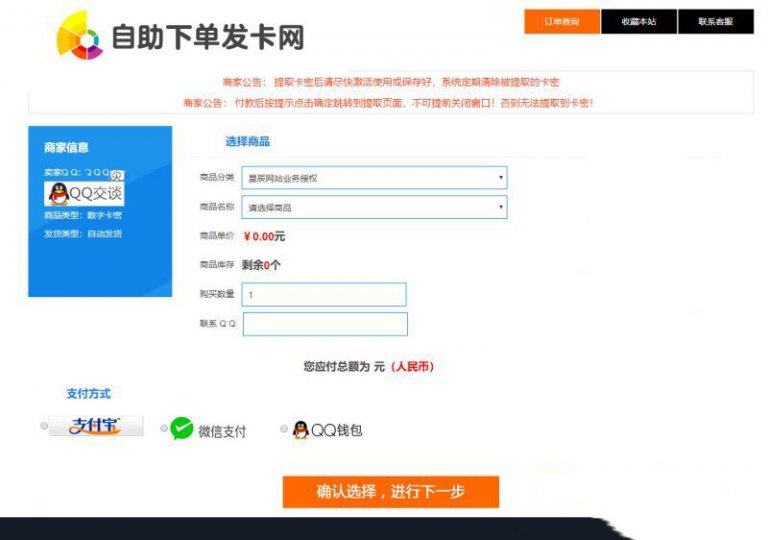 自助下单发卡网
订单查询 收藏本站 联系客服
商家公告: 提取卡密后请尽快激活使用或保存好,系统定期清除被提取的卡密
商家公告: 付款后按提示点击确定跳转到提取页面,不可提前关闭窗口!否则无法提取到卡密!
商家信息
卖家QQ:
QQ交谈
商品类型: 数字卡密
发货类型: 自动发货
选择商品
商品分类 星辰网站业务授权
商品名称 请选择商品
商品单价 ¥0.00元
商品库存 剩余0个
购买数量 1
联系QQ
您应付总额为 元 (人民币)
支付方式
支付宝 微信支付 QQ钱包
确认选择,进行下一步